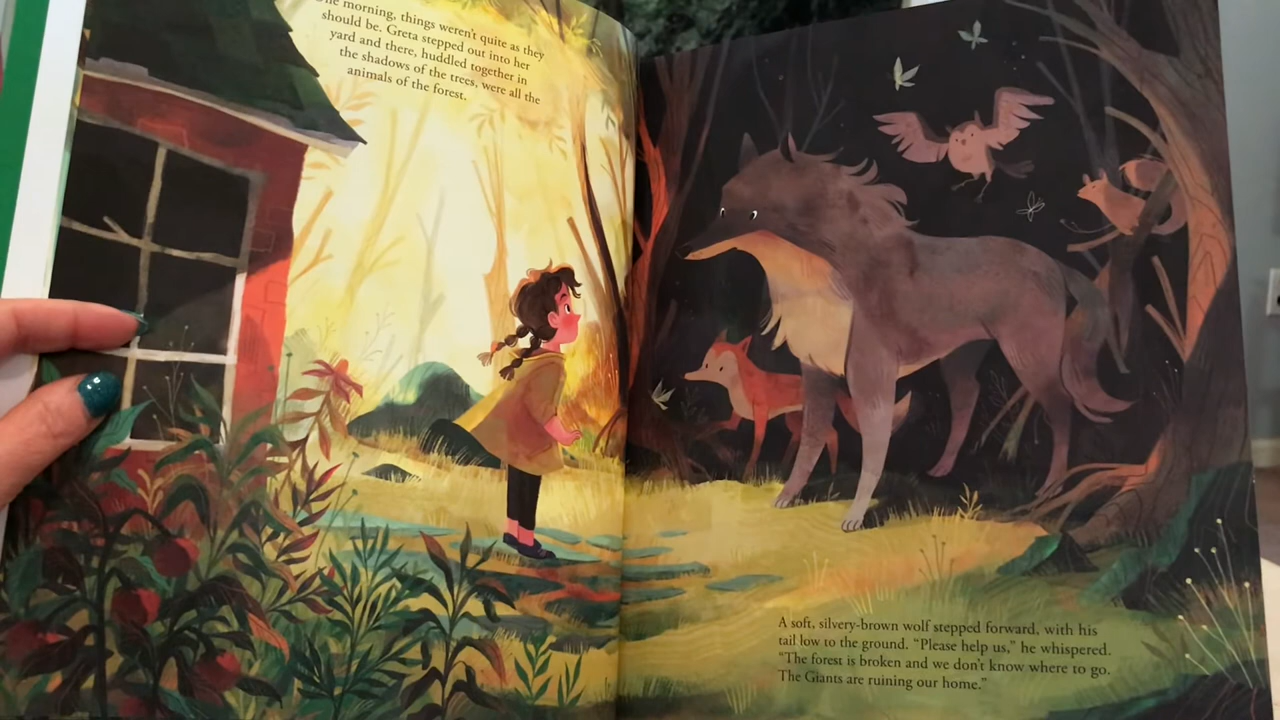 One morning, things weren't quite as they
should be. Greta stepped out into her
yard and there, huddled together in
the shadows of the trees, were all the
animals of the forest.
A soft, silvery-brown wolf stepped forward, with his
tail low to the ground. “Please help us,” he whispered.
“The forest is broken and we don't know where to go.
The Giants are ruining our home.”